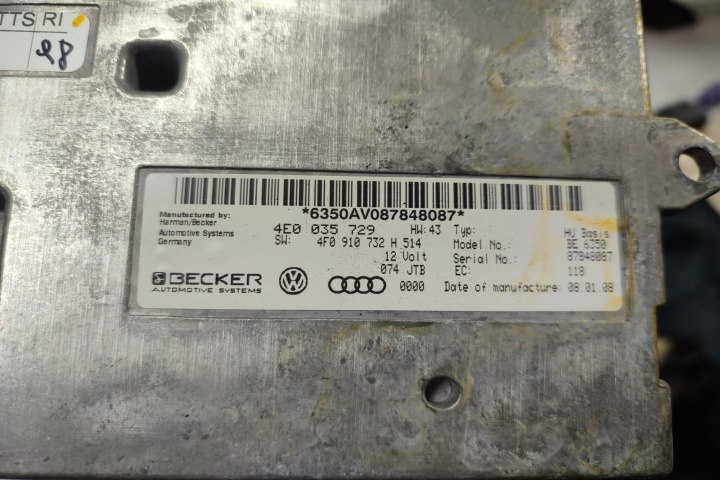 TTS RI
98
*6350AV087848087*
Manufactured by:
Harman/Becker
Automotive Systems
Germany
4E0 035 729 HW: 43 Typ: HU Basis
SW: 4F0 910 732 H 514 Model No.: BE 6350
12 Volt Serial No.: 87848087
074 JTB EC: 118
BECKER
AUTOMOTIVE SYSTEMS
0000 Date of manufacture: 08.01.08